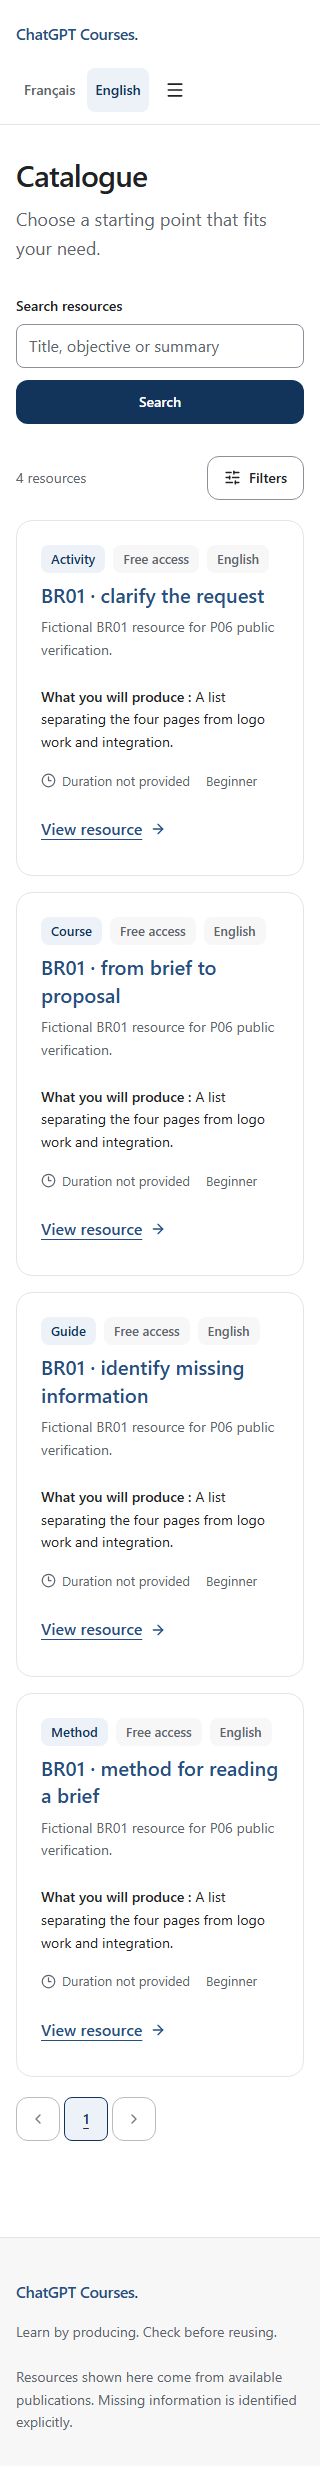 ChatGPT Courses.
Français English
Catalogue
Choose a starting point that fits
your need.
Search resources
Title, objective or summary
Search
4 resources Filters
Activity Free access English
BR01 · clarify the request
Fictional BR01 resource for P06 public
verification.
What you will produce : A list
separating the four pages from logo
work and integration.
Duration not provided Beginner
View resource →
Course Free access English
BR01 · from brief to
proposal
Fictional BR01 resource for P06 public
verification.
What you will produce : A list
separating the four pages from logo
work and integration.
Duration not provided Beginner
View resource →
Guide Free access English
BR01 · identify missing
information
Fictional BR01 resource for P06 public
verification.
What you will produce : A list
separating the four pages from logo
work and integration.
Duration not provided Beginner
View resource →
Method Free access English
BR01 · method for reading
a brief
Fictional BR01 resource for P06 public
verification.
What you will produce : A list
separating the four pages from logo
work and integration.
Duration not provided Beginner
View resource →
1
ChatGPT Courses.
Learn by producing. Check before reusing.
Resources shown here come from available
publications. Missing information is identified
explicitly.